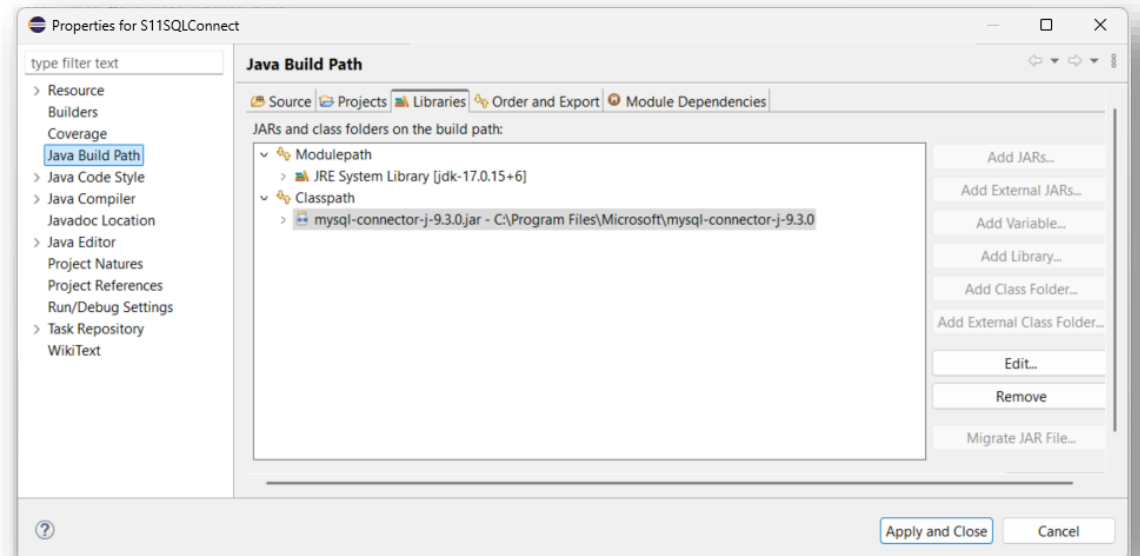 Properties for S11SQLConnect
type filter text
Resource
Builders
Coverage
Java Build Path
Java Code Style
Java Compiler
Javadoc Location
Java Editor
Project Natures
Project References
Run/Debug Settings
Task Repository
WikiText
Java Build Path
Source Projects Libraries Order and Export Module Dependencies
JARs and class folders on the build path:
Modulepath
JRE System Library [jdk-17.0.15+6]
Classpath
mysql-connector-j-9.3.0.jar - C:\Program Files\Microsoft\mysql-connector-j-9.3.0
Add JARs...
Add External JARs...
Add Variable...
Add Library...
Add Class Folder...
Add External Class Folder...
Edit...
Remove
Migrate JAR File...
Apply and Close Cancel